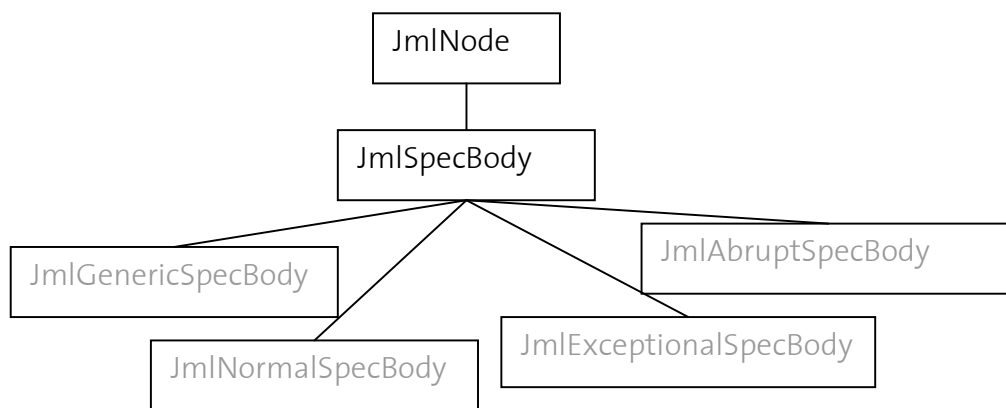 JmlNode
JmlSpecBody
JmlAbruptSpecBody
JmlGenericSpecBody
JmlExceptionalSpecBody
JmlNormalSpecBody